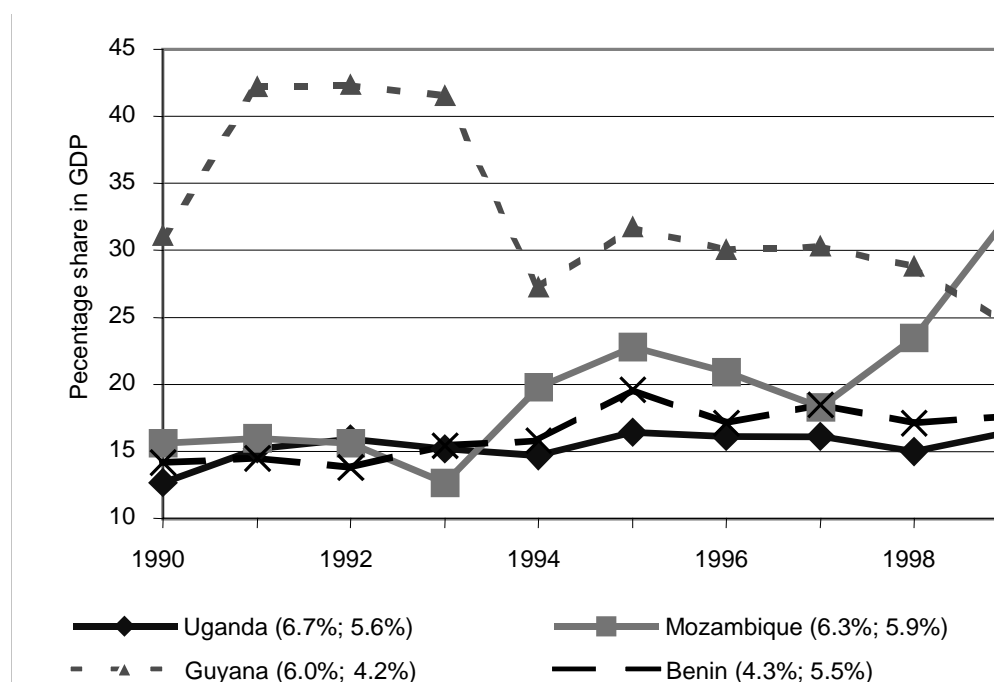 45
40
35
30
25
20
15
10
Pecentage share in GDP
1990 1992 1994 1996 1998
Uganda (6.7%; 5.6%) Mozambique (6.3%; 5.9%)
Guyana (6.0%; 4.2%) Benin (4.3%; 5.5%)